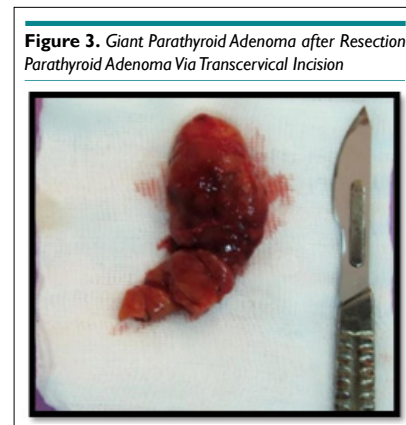 Figure 3. Giant Parathyroid Adenoma after Resection
Parathyroid Adenoma Via Transcervical Incision